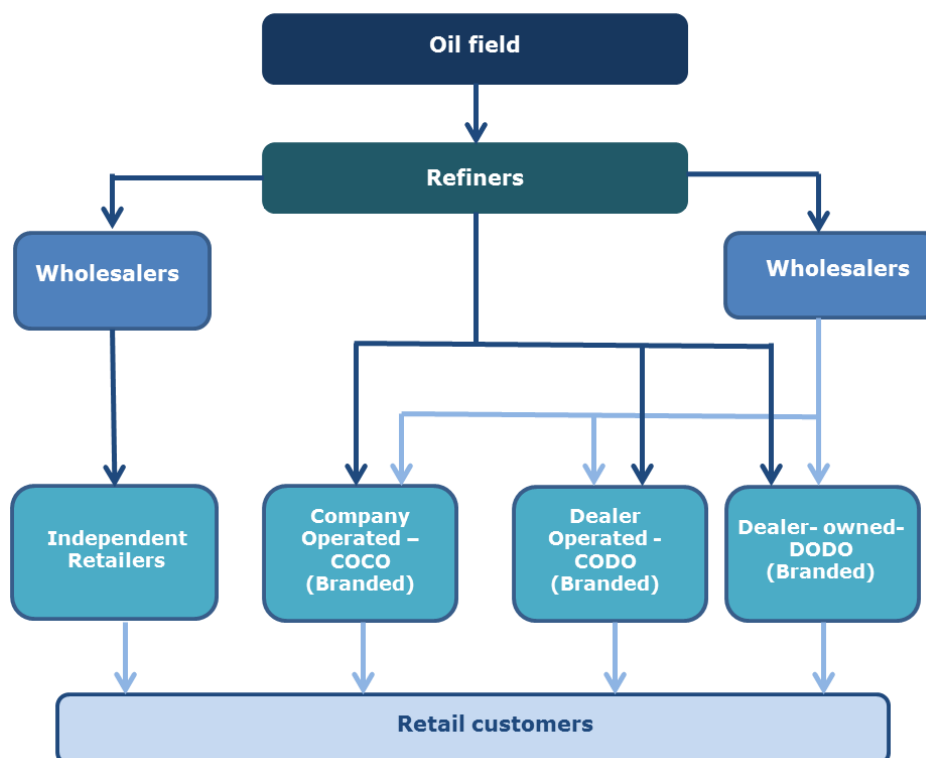 Oil field
Refiners
Wholesalers
Wholesalers
Independent
Retailers
Company
Operated –
COCO
(Branded)
Dealer
Operated -
CODO
(Branded)
Dealer- owned-
DODO
(Branded)
Retail customers